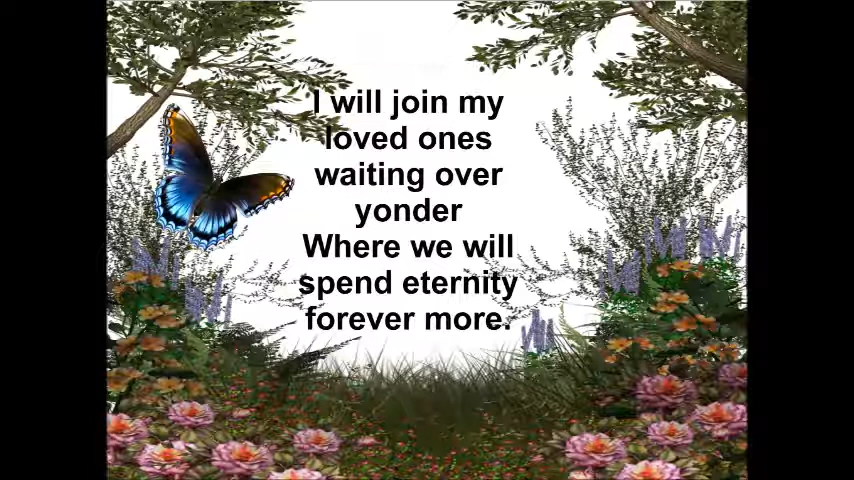 I will join my
loved ones
waiting over
yonder
Where we will
spend eternity
forever more.